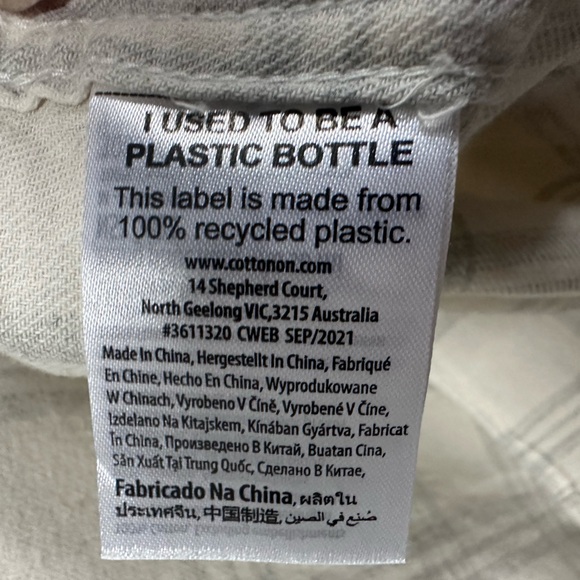 I USED TO BE A
PLASTIC BOTTLE
This label is made from
100% recycled plastic.
www.cottonon.com
14 Shepherd Court,
North Geelong VIC,3215 Australia
#3611320 CWEB SEP/2021
Made In China, Hergestellt In China, Fabriqué
En Chine, Hecho En China, Wyprodukowane
W Chinach, Vyrobeno V Číně, Vyrobené V Číne,
Izdelano Na Kitajskem, Kínában Gyártva, Fabricat
În China, Произведено В Китай, Buatan Cina,
Sản Xuất Tại Trung Quốc, Сделано В Китае,
Fabricado Na China, ผลิตใน
ประเทศจีน, 中国制造, صُنع في الصين